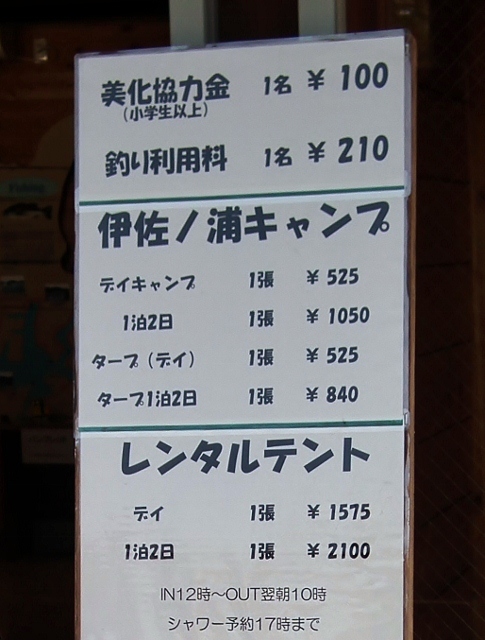 美化協力金 1名 ¥ 100
(小学生以上)
釣り利用料 1名 ¥ 210
伊佐ノ浦キャンプ
デイキャンプ 1張 ¥ 525
1泊2日 1張 ¥ 1050
タープ(デイ) 1張 ¥ 525
タープ1泊2日 1張 ¥ 840
レンタルテント
デイ 1張 ¥ 1575
1泊2日 1張 ¥ 2100
IN12時〜OUT翌朝10時
シャワー予約17時まで